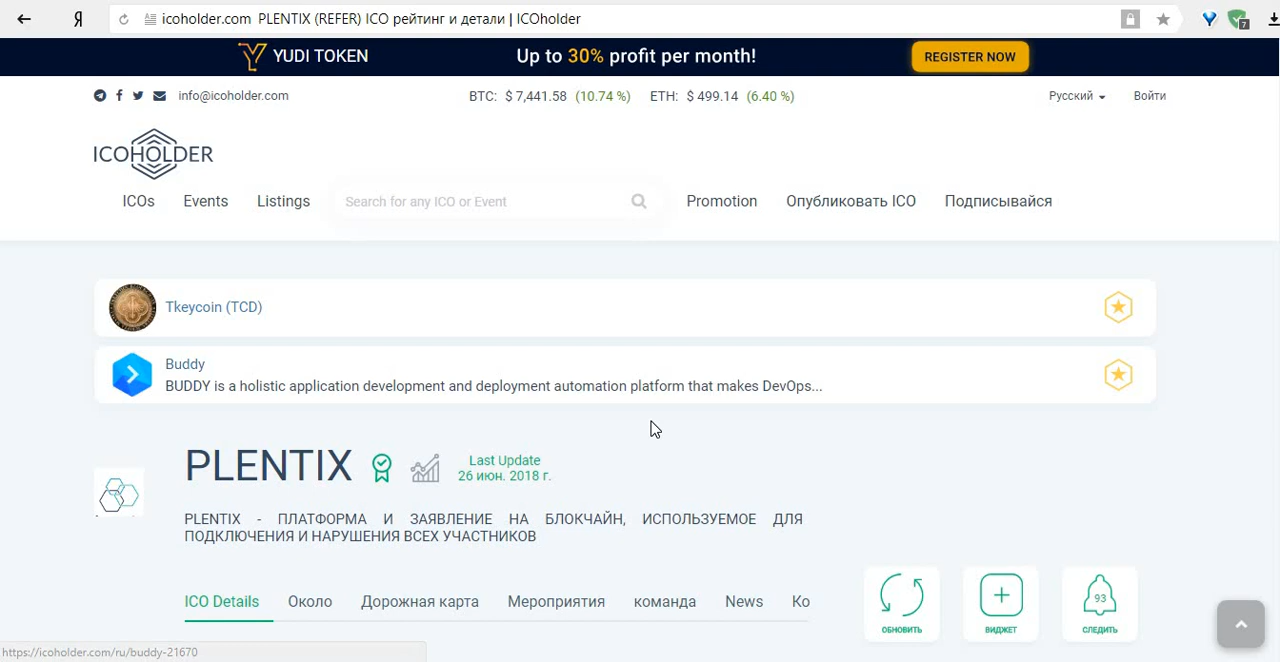 Я icoholder.com PLENTIX (REFER) ICO рейтинг и детали | ICOholder
7
YUDI TOKEN Up to 30% profit per month! REGISTER NOW
info@icoholder.com BTC: $ 7,441.58 (10.74 %) ETH: $ 499.14 (6.40 %) Русский Войти
ICOHOLDER
ICOs Events Listings Search for any ICO or Event Promotion Опубликовать ICO Подписывайся
Tkeycoin (TCD)
Buddy
BUDDY is a holistic application development and deployment automation platform that makes DevOps...
PLENTIX
Last Update
26 июн. 2018 г.
PLENTIX - ПЛАТФОРМА И ЗАЯВЛЕНИЕ НА БЛОКЧАЙН, ИСПОЛЬЗУЕМОЕ ДЛЯ
ПОДКЛЮЧЕНИЯ И НАРУШЕНИЯ ВСЕХ УЧАСТНИКОВ
ICO Details Около Дорожная карта Мероприятия команда News Ко
93
ОБНОВИТЬ ВИДЖЕТ СЛЕДИТЬ
https://icoholder.com/ru/buddy-21670